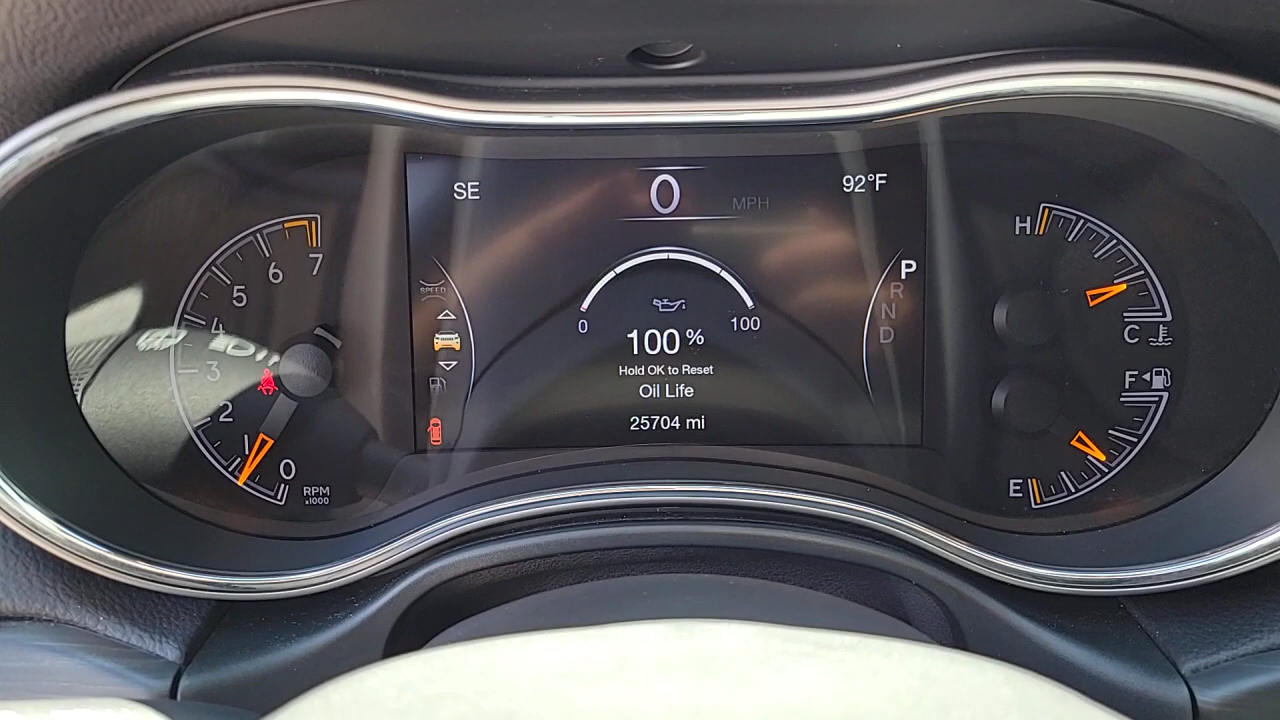 SE
0
MPH
92°F
7
6
5
4
3
2
1
0
RPM
x1000
SPEED
0
100
100 %
Hold OK to Reset
Oil Life
25704 mi
P
R
N
D
H
C
F
E